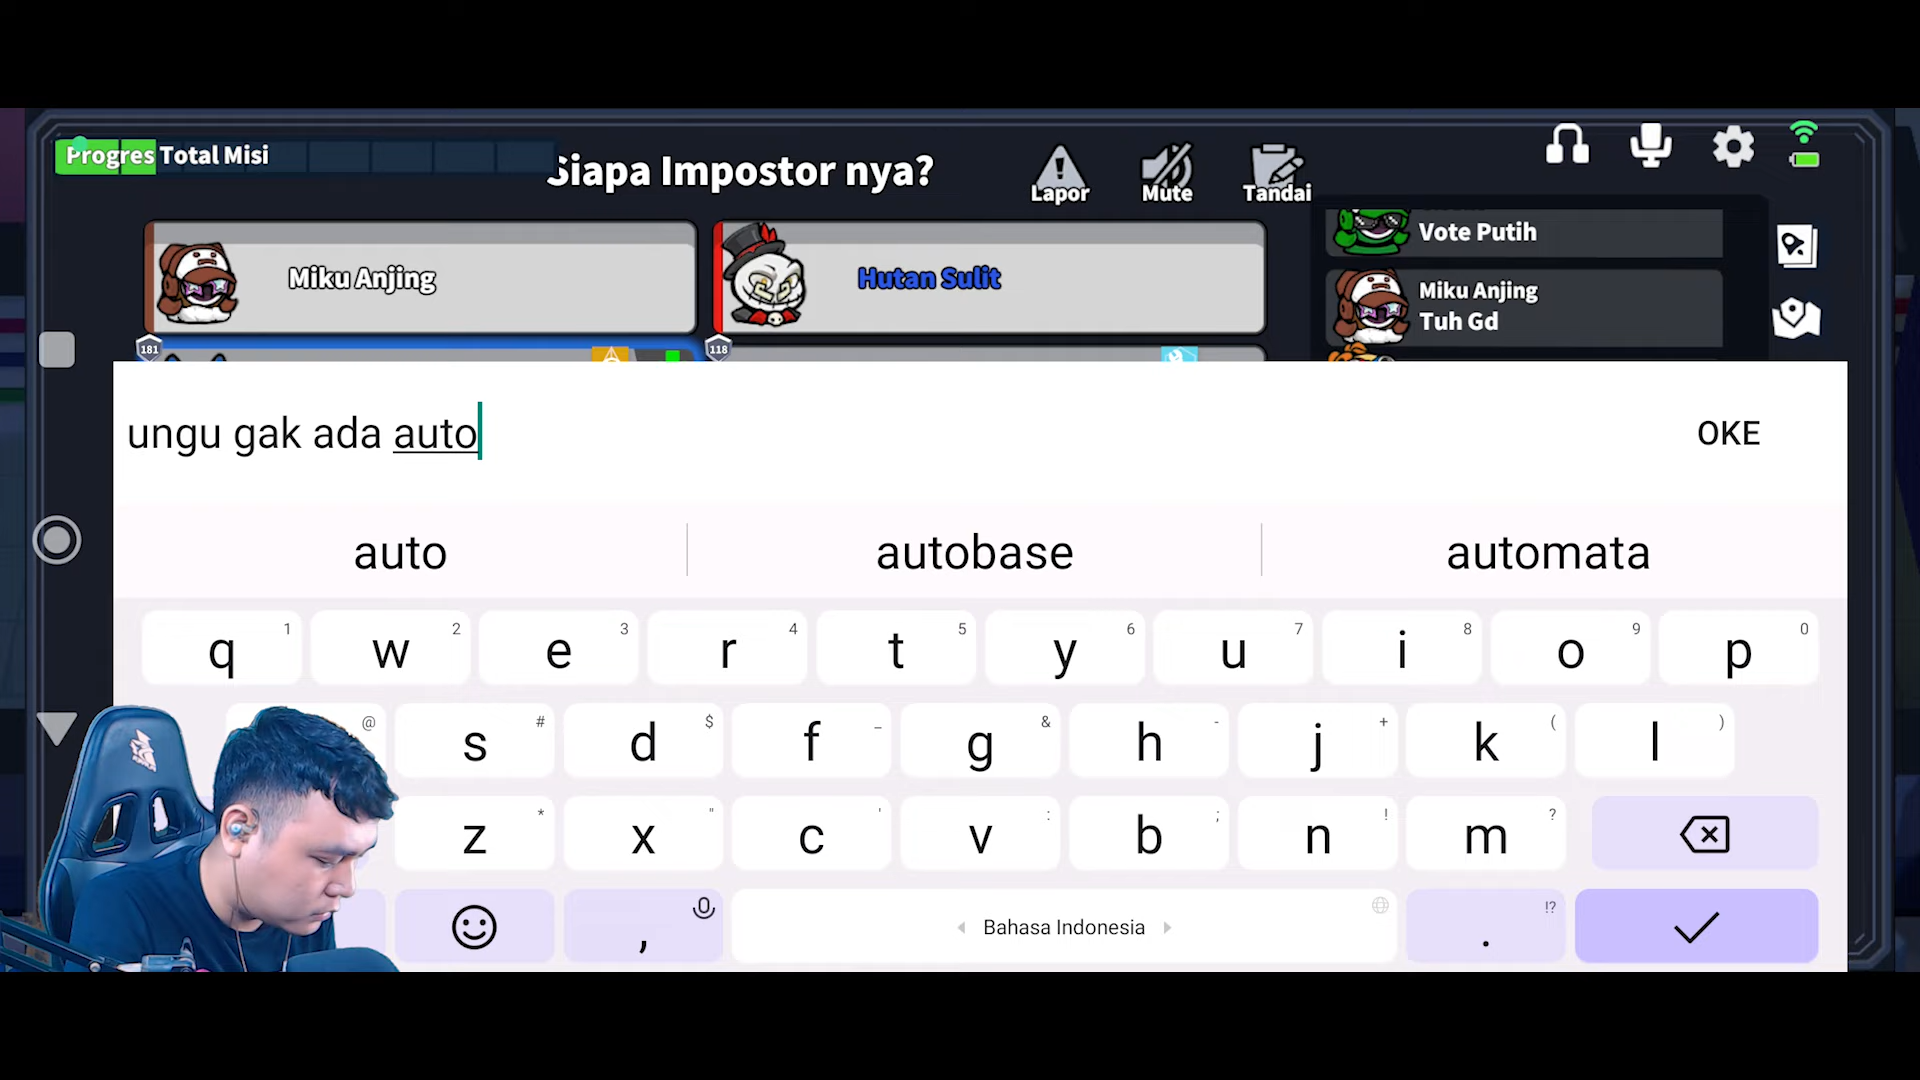 Progres Total Misi
Siapa Impostor nya?
Lapor
Mute
Tandai
Vote Putih
Miku Anjing
Hutan Sulit
Miku Anjing
Tuh Gd
181
118
ungu gak ada auto
OKE
auto
autobase
automata
q 1 w 2 e 3 r 4 t 5 y 6 u 7 i 8 o 9 p 0
@ s # d $ f _ g & h - j + k ( l )
z * x " c ' v : b ; n ! m ?
, Bahasa Indonesia . !?